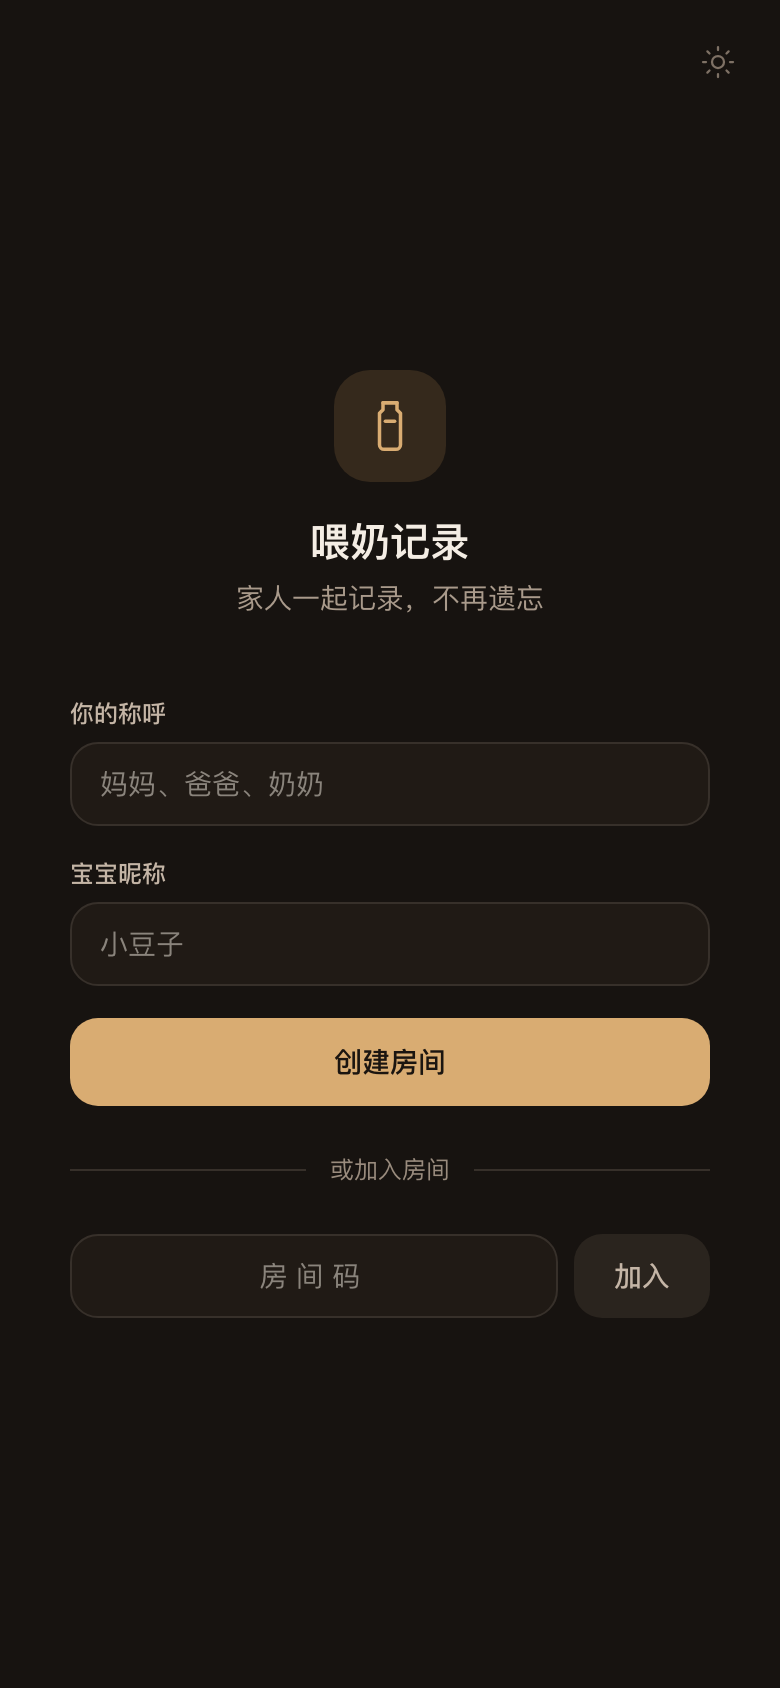 喂奶记录
家人一起记录，不再遗忘
你的称呼
妈妈、爸爸、奶奶
宝宝昵称
小豆子
创建房间
或加入房间
房间码
加入